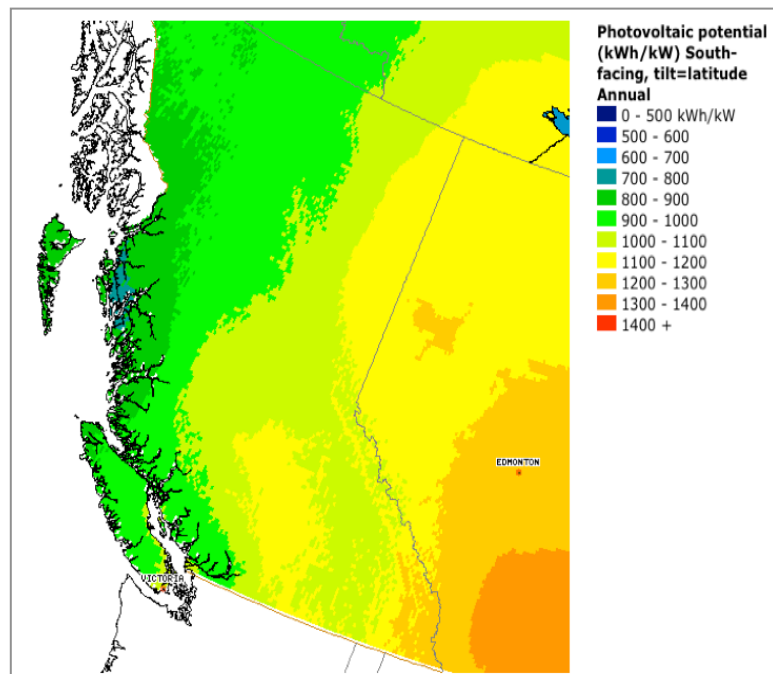 Photovoltaic potential
(kWh/kW) South-
facing, tilt=latitude
Annual
0 - 500 kWh/kW
500 - 600
600 - 700
700 - 800
800 - 900
900 - 1000
1000 - 1100
1100 - 1200
1200 - 1300
1300 - 1400
1400 +
EDMONTON
VICTORIA